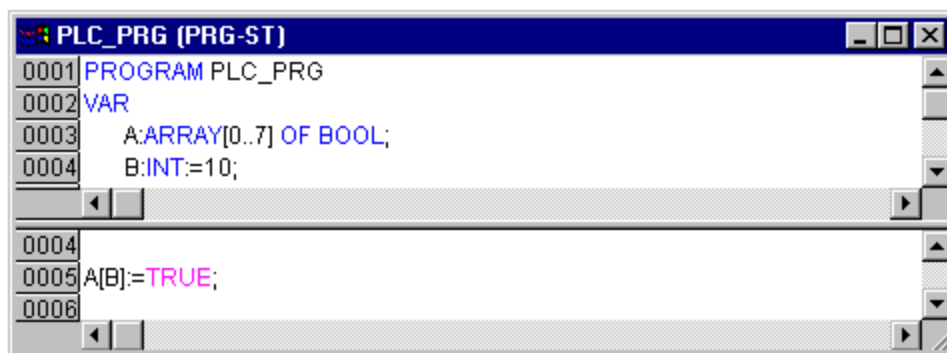 PLC_PRG (PRG-ST)
0001 PROGRAM PLC_PRG
0002 VAR
0003 A:ARRAY[0..7] OF BOOL;
0004 B:INT:=10;
0004
0005 A[B]:=TRUE;
0006